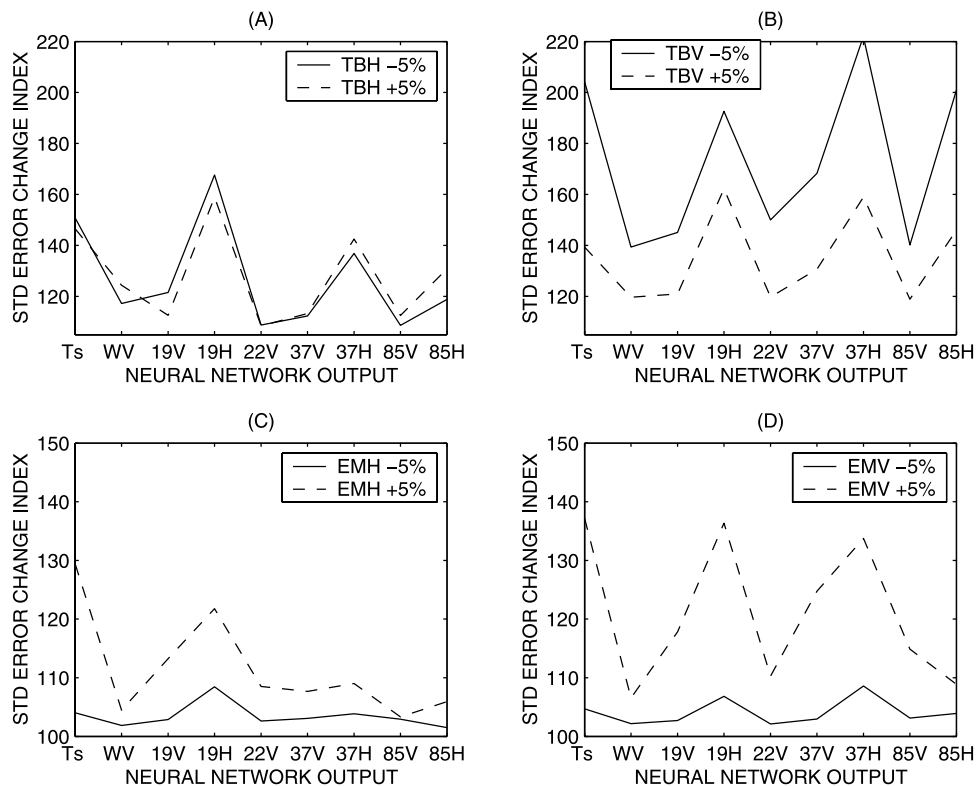 (A)
STD ERROR CHANGE INDEX
220
200
180
160
140
120
TBH −5%
TBH +5%
Ts WV 19V 19H 22V 37V 37H 85V 85H
NEURAL NETWORK OUTPUT
(B)
STD ERROR CHANGE INDEX
220
200
180
160
140
120
TBV −5%
TBV +5%
Ts WV 19V 19H 22V 37V 37H 85V 85H
NEURAL NETWORK OUTPUT
(C)
STD ERROR CHANGE INDEX
150
140
130
120
110
100
EMH −5%
EMH +5%
Ts WV 19V 19H 22V 37V 37H 85V 85H
NEURAL NETWORK OUTPUT
(D)
STD ERROR CHANGE INDEX
150
140
130
120
110
100
EMV −5%
EMV +5%
Ts WV 19V 19H 22V 37V 37H 85V 85H
NEURAL NETWORK OUTPUT